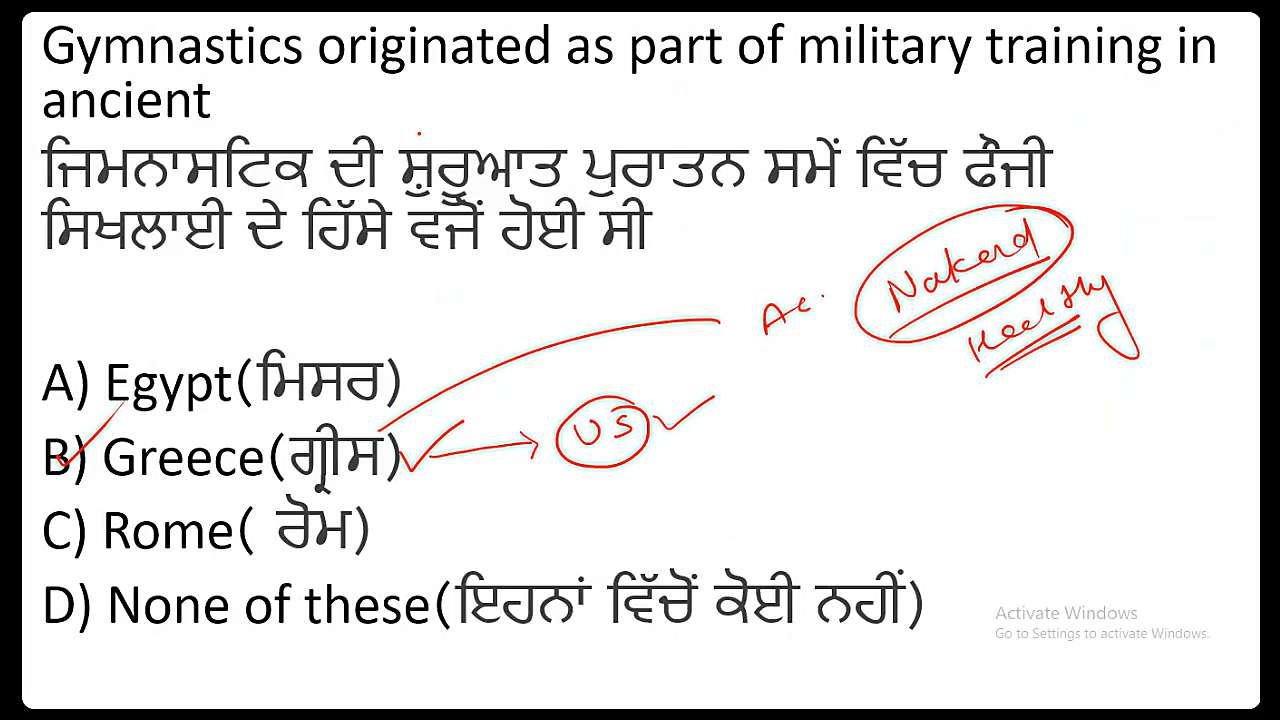 Gymnastics originated as part of military training in
ancient
ਜਿਮਨਾਸਟਿਕ ਦੀ ਸ਼ੁਰੂਆਤ ਪੁਰਾਤਨ ਸਮੇਂ ਵਿੱਚ ਫੌਜੀ
ਸਿਖਲਾਈ ਦੇ ਹਿੱਸੇ ਵਜੋਂ ਹੋਈ ਸੀ
Nakend
A) Egypt(ਮਿਸਰ)
B) Greece(ਗ੍ਰੀਸ)
US
C) Rome( ਰੋਮ)
D) None of these(ਇਹਨਾਂ ਵਿੱਚੋਂ ਕੋਈ ਨਹੀਂ)
Activate Windows
Go to Settings to activate Windows.